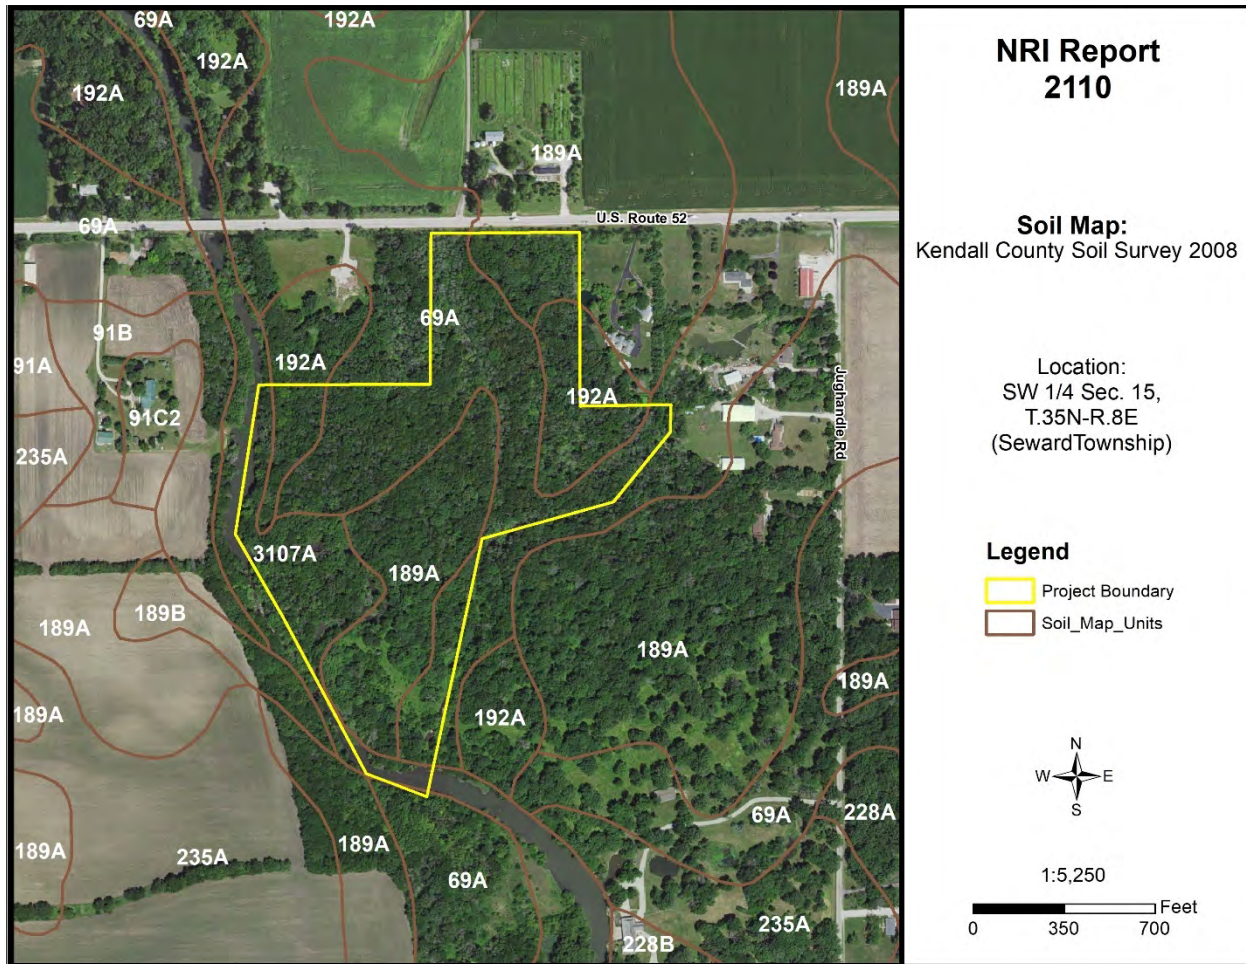 69A
192A
192A
192A
189A
189A
U.S. Route 52
69A
69A
91B
192A
91A
192A
91C2
Jughandle Rd
235A
3107A
189A
189B
189A
189A
189A
189A
192A
69A
228A
189A
189A
235A
69A
235A
228B
NRI Report
2110
Soil Map:
Kendall County Soil Survey 2008
Location:
SW 1/4 Sec. 15,
T.35N-R.8E
(SewardTownship)
Legend
Project Boundary
Soil_Map_Units
N
W E
S
1:5,250
Feet
0 350 700